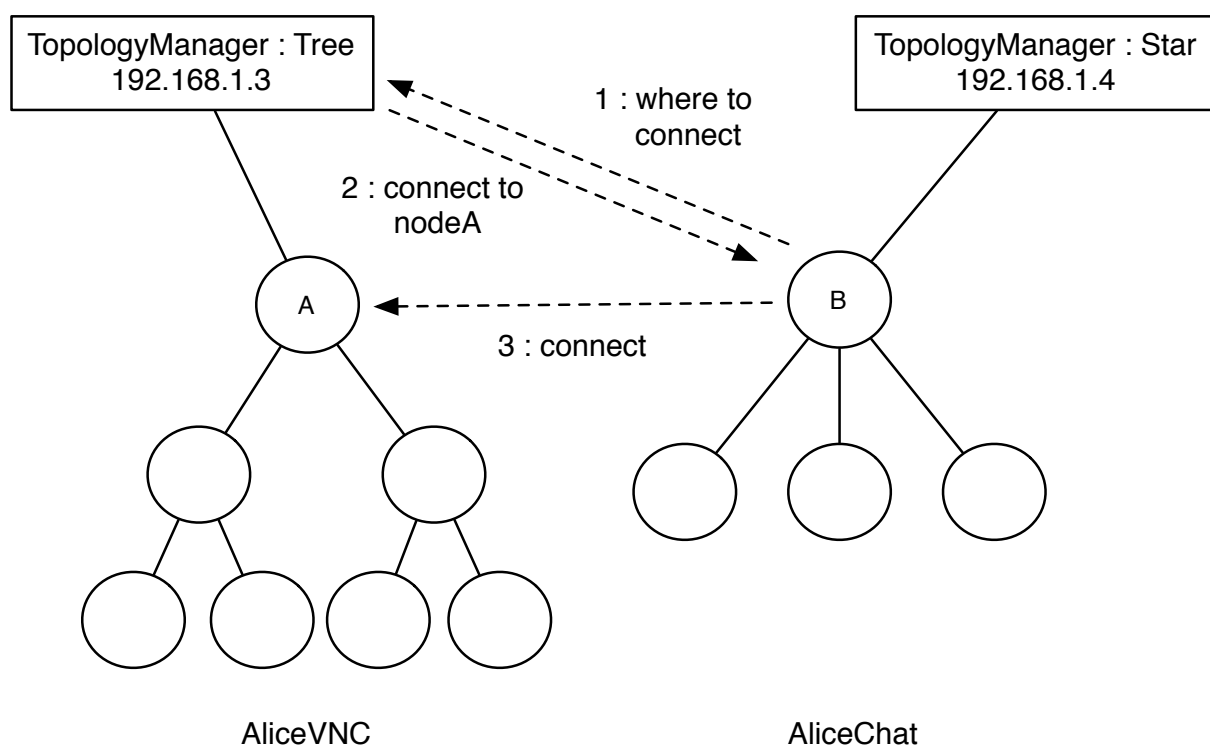 TopologyManager : Tree
192.168.1.3
TopologyManager : Star
192.168.1.4
1 : where to
connect
2 : connect to
nodeA
A
B
3 : connect
AliceVNC
AliceChat